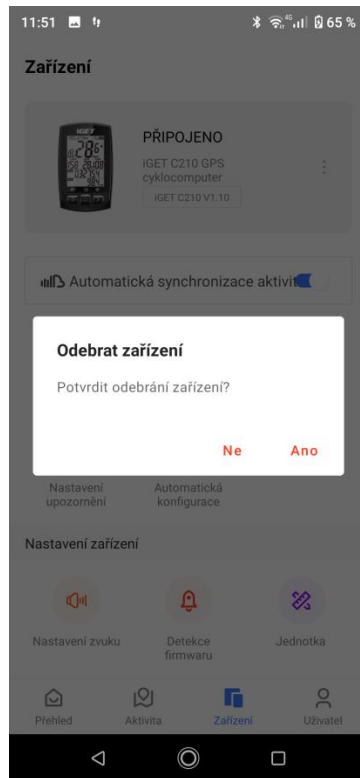 11:51
4G
65 %
Zařízení
iGET
PŘIPOJENO
iGET C210 GPS
cyklocomputer
iGET C210 V1.10
Automatická synchronizace aktivit
Odebrat zařízení
Potvrdit odebrání zařízení?
Ne
Ano
Nastavení
upozornění
Automatická
konfigurace
Nastavení zařízení
Nastavení zvuku
Detekce
firmwaru
Jednotka
Přehled
Aktivita
Zařízení
Uživatel